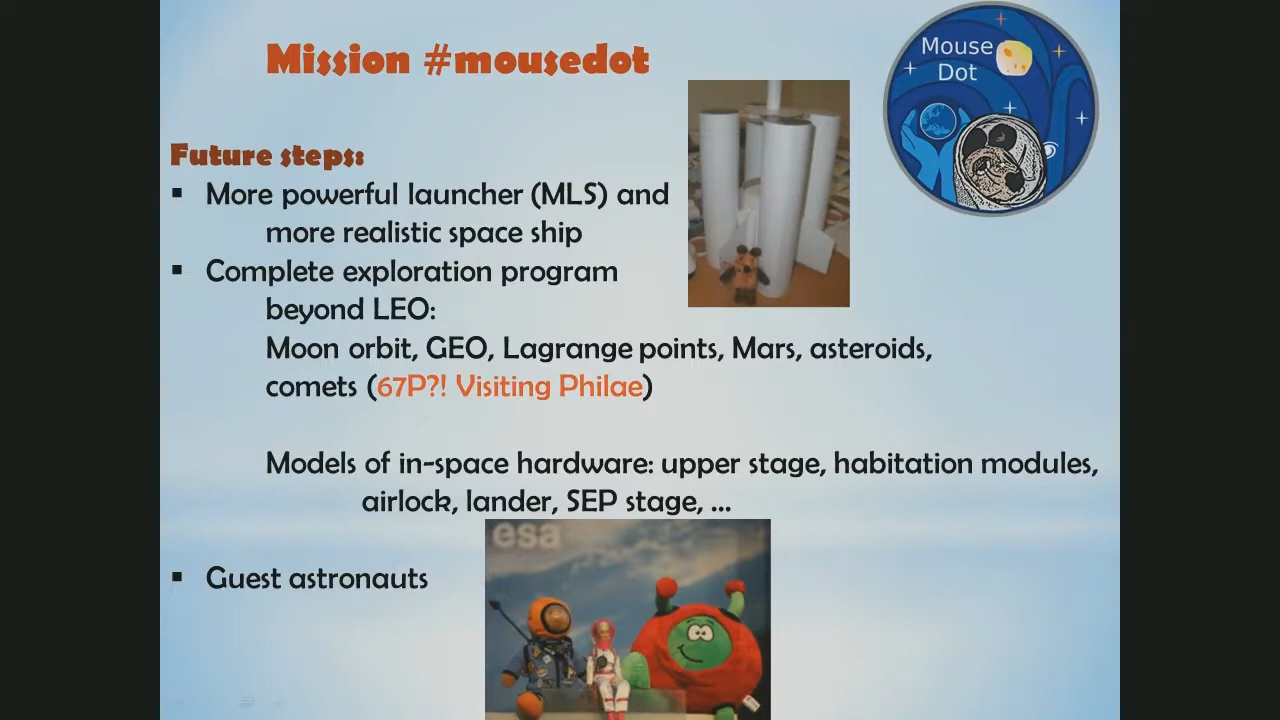 Mission #mousedot
Mouse
Dot
Future steps:
▪ More powerful launcher (MLS) and
more realistic space ship
▪ Complete exploration program
beyond LEO:
Moon orbit, GEO, Lagrange points, Mars, asteroids,
comets (67P?! Visiting Philae)
Models of in-space hardware: upper stage, habitation modules,
airlock, lander, SEP stage, ...
esa
▪ Guest astronauts